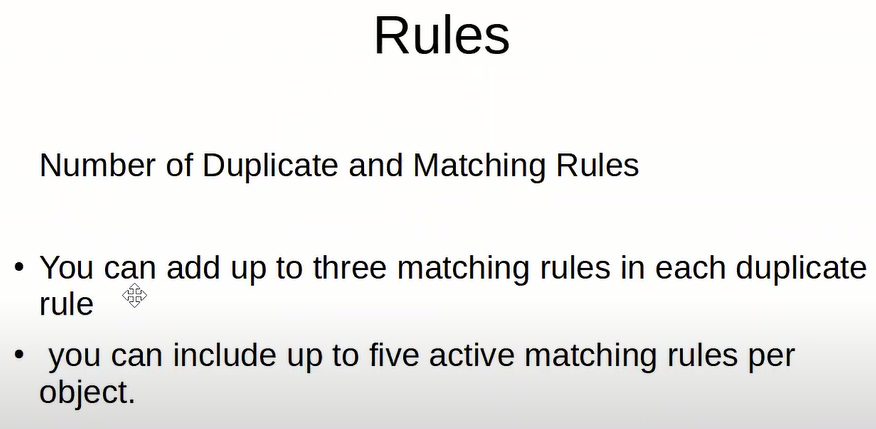 Rules
Number of Duplicate and Matching Rules
• You can add up to three matching rules in each duplicate
rule
• you can include up to five active matching rules per
object.